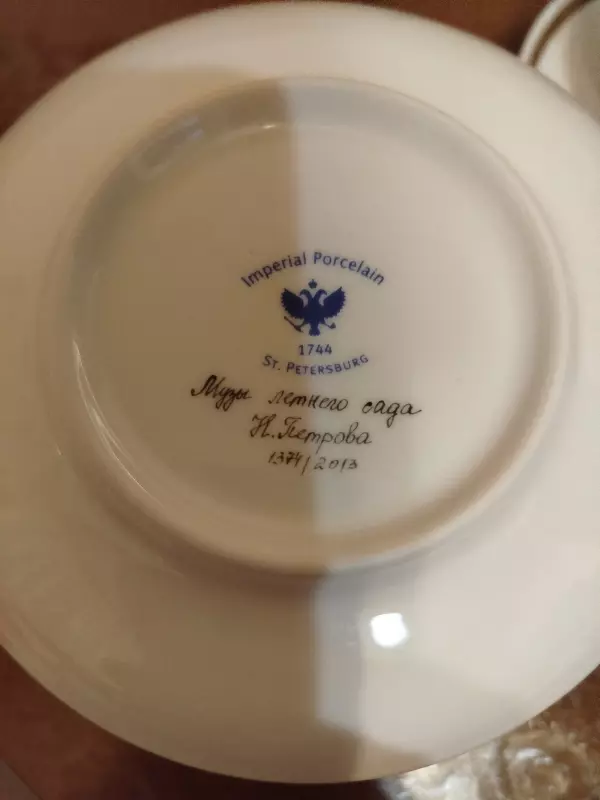 Imperial Porcelain
1744
St. Petersburg
Музы летнего сада
Н. Петрова
1374/2013